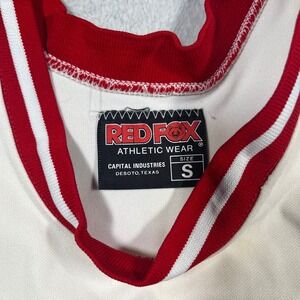 RED FOX®
ATHLETIC WEAR
CAPITAL INDUSTRIES
DESOTO, TEXAS
SIZE
S